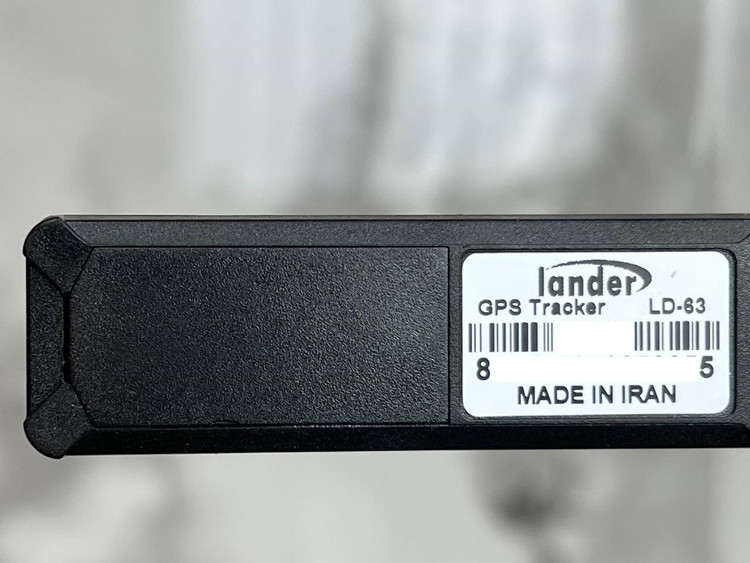 lander
GPS Tracker LD-63
8 5
MADE IN IRAN